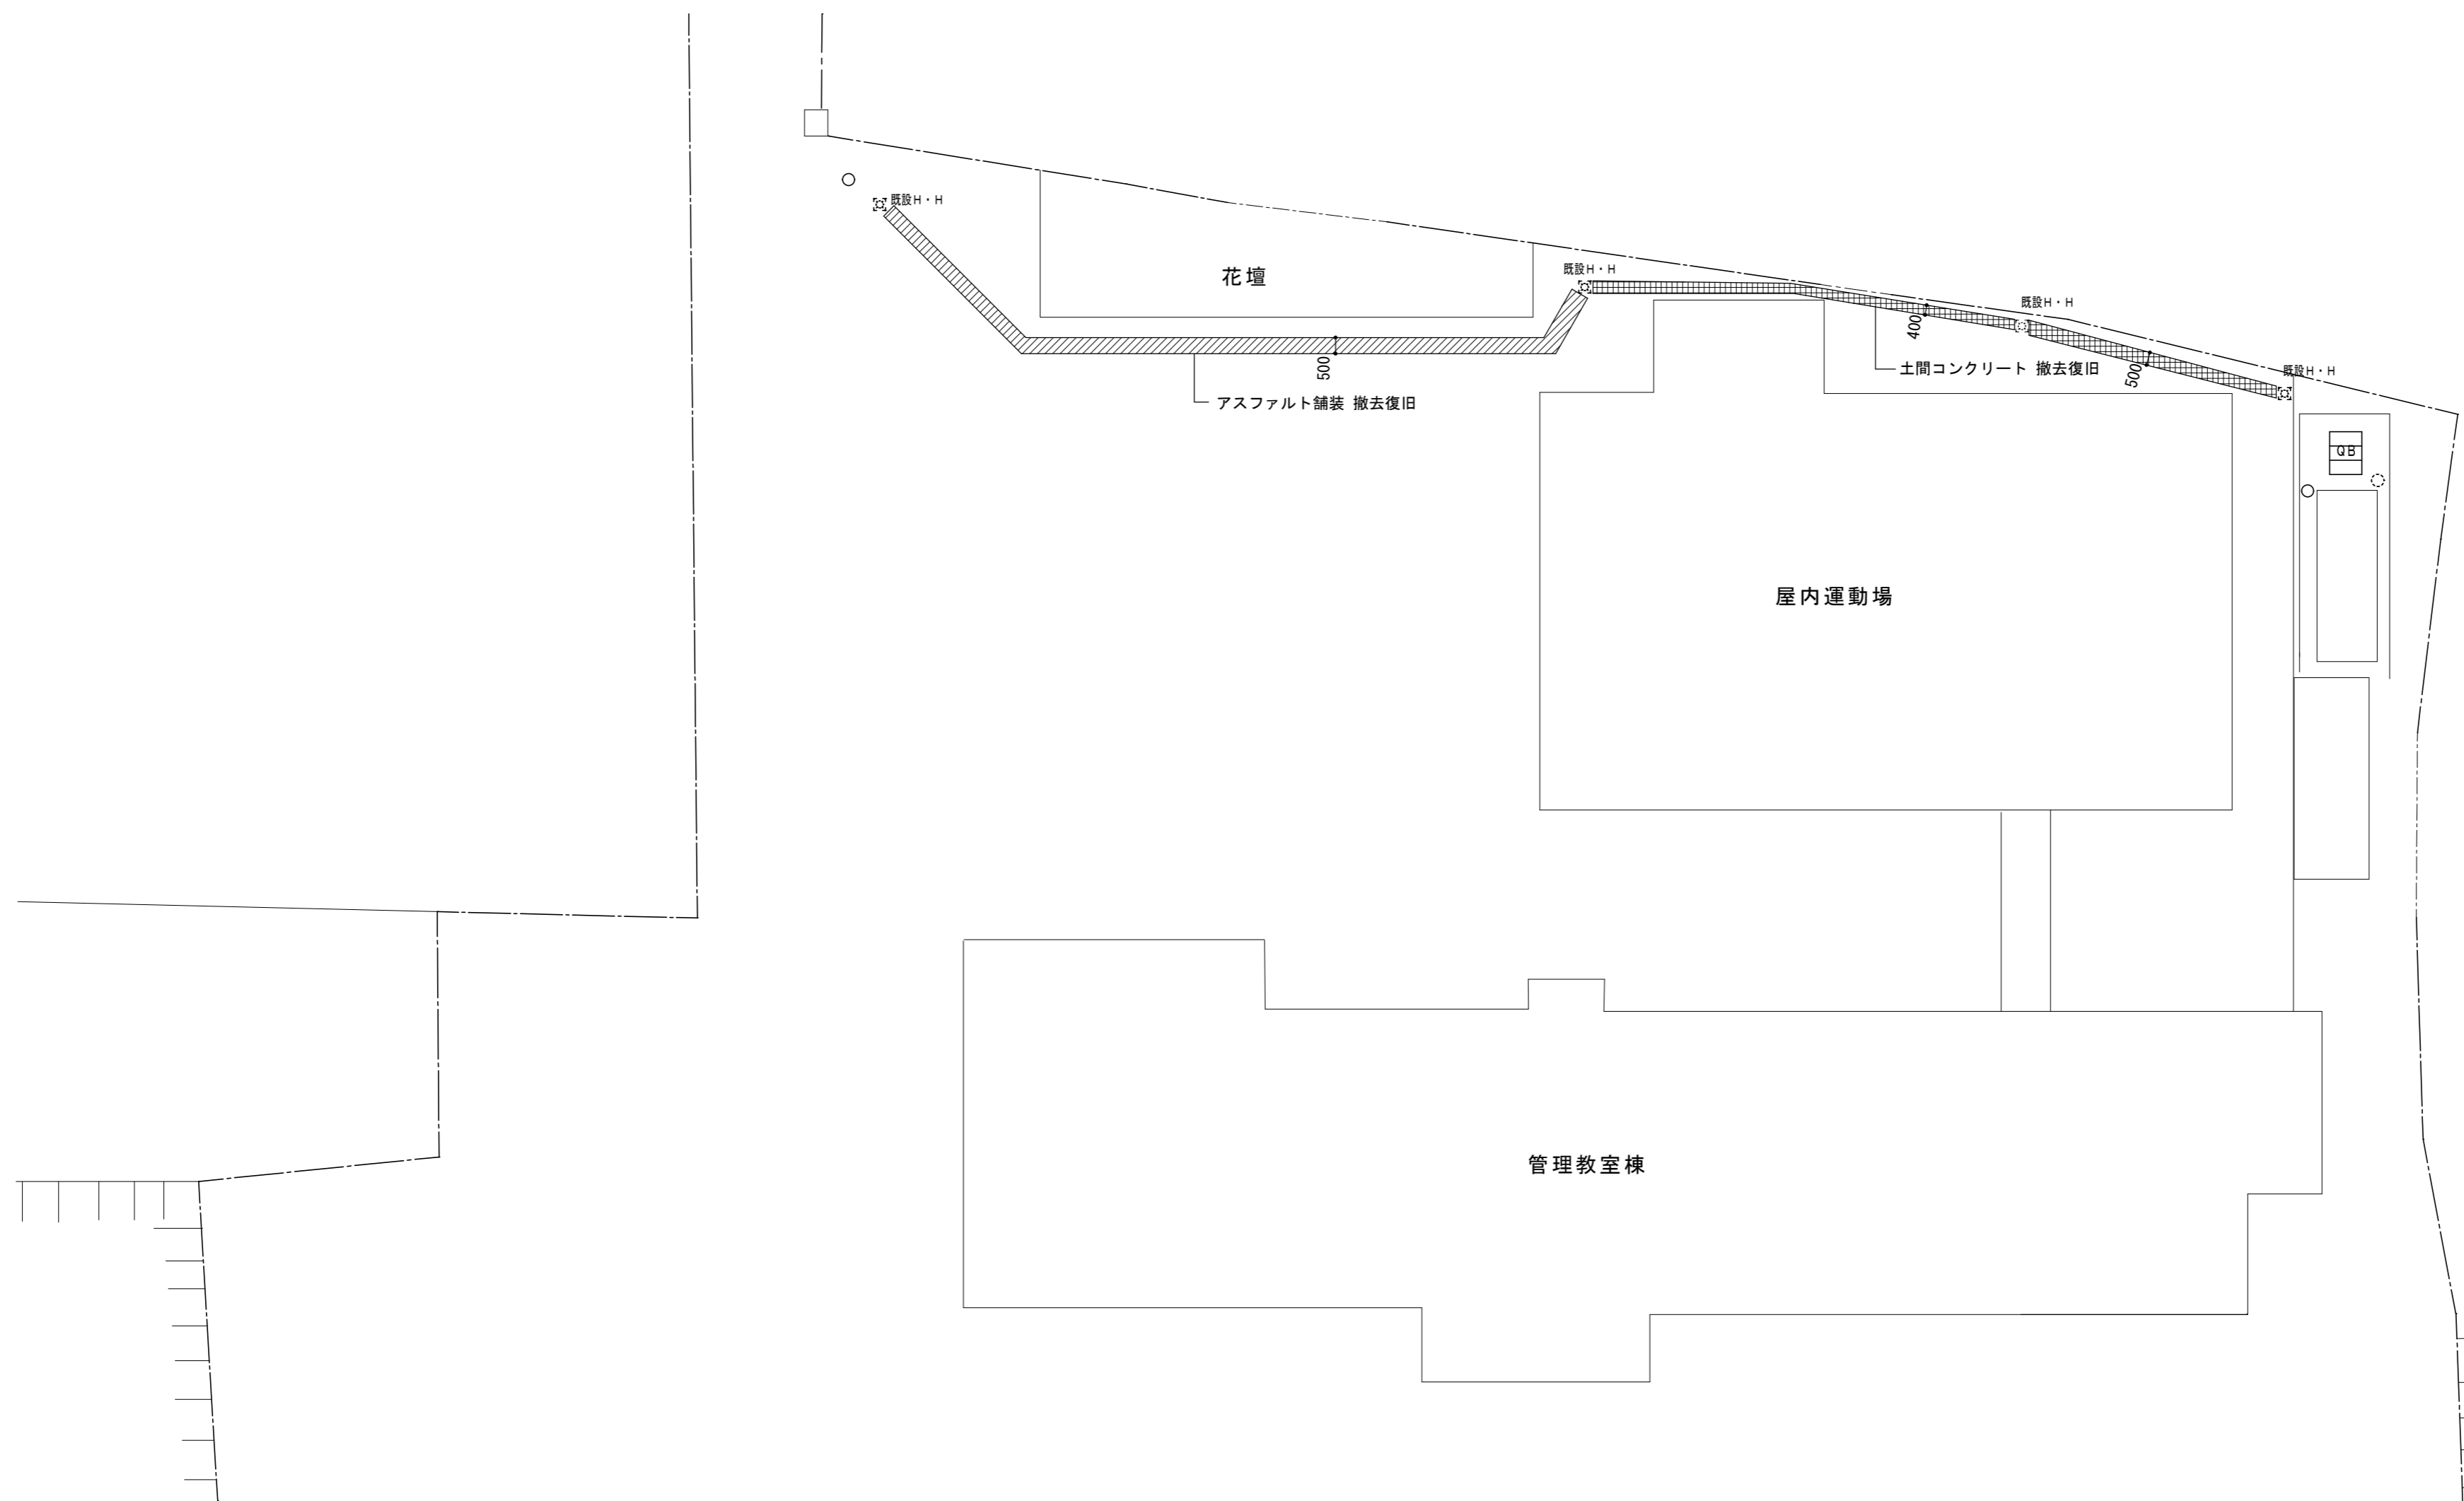 既設H・H
花壇
既設H・H
既設H・H
400
500
土間コンクリート 撤去復旧
既設H・H
500
アスファルト舗装 撤去復旧
QB
屋内運動場
管理教室棟